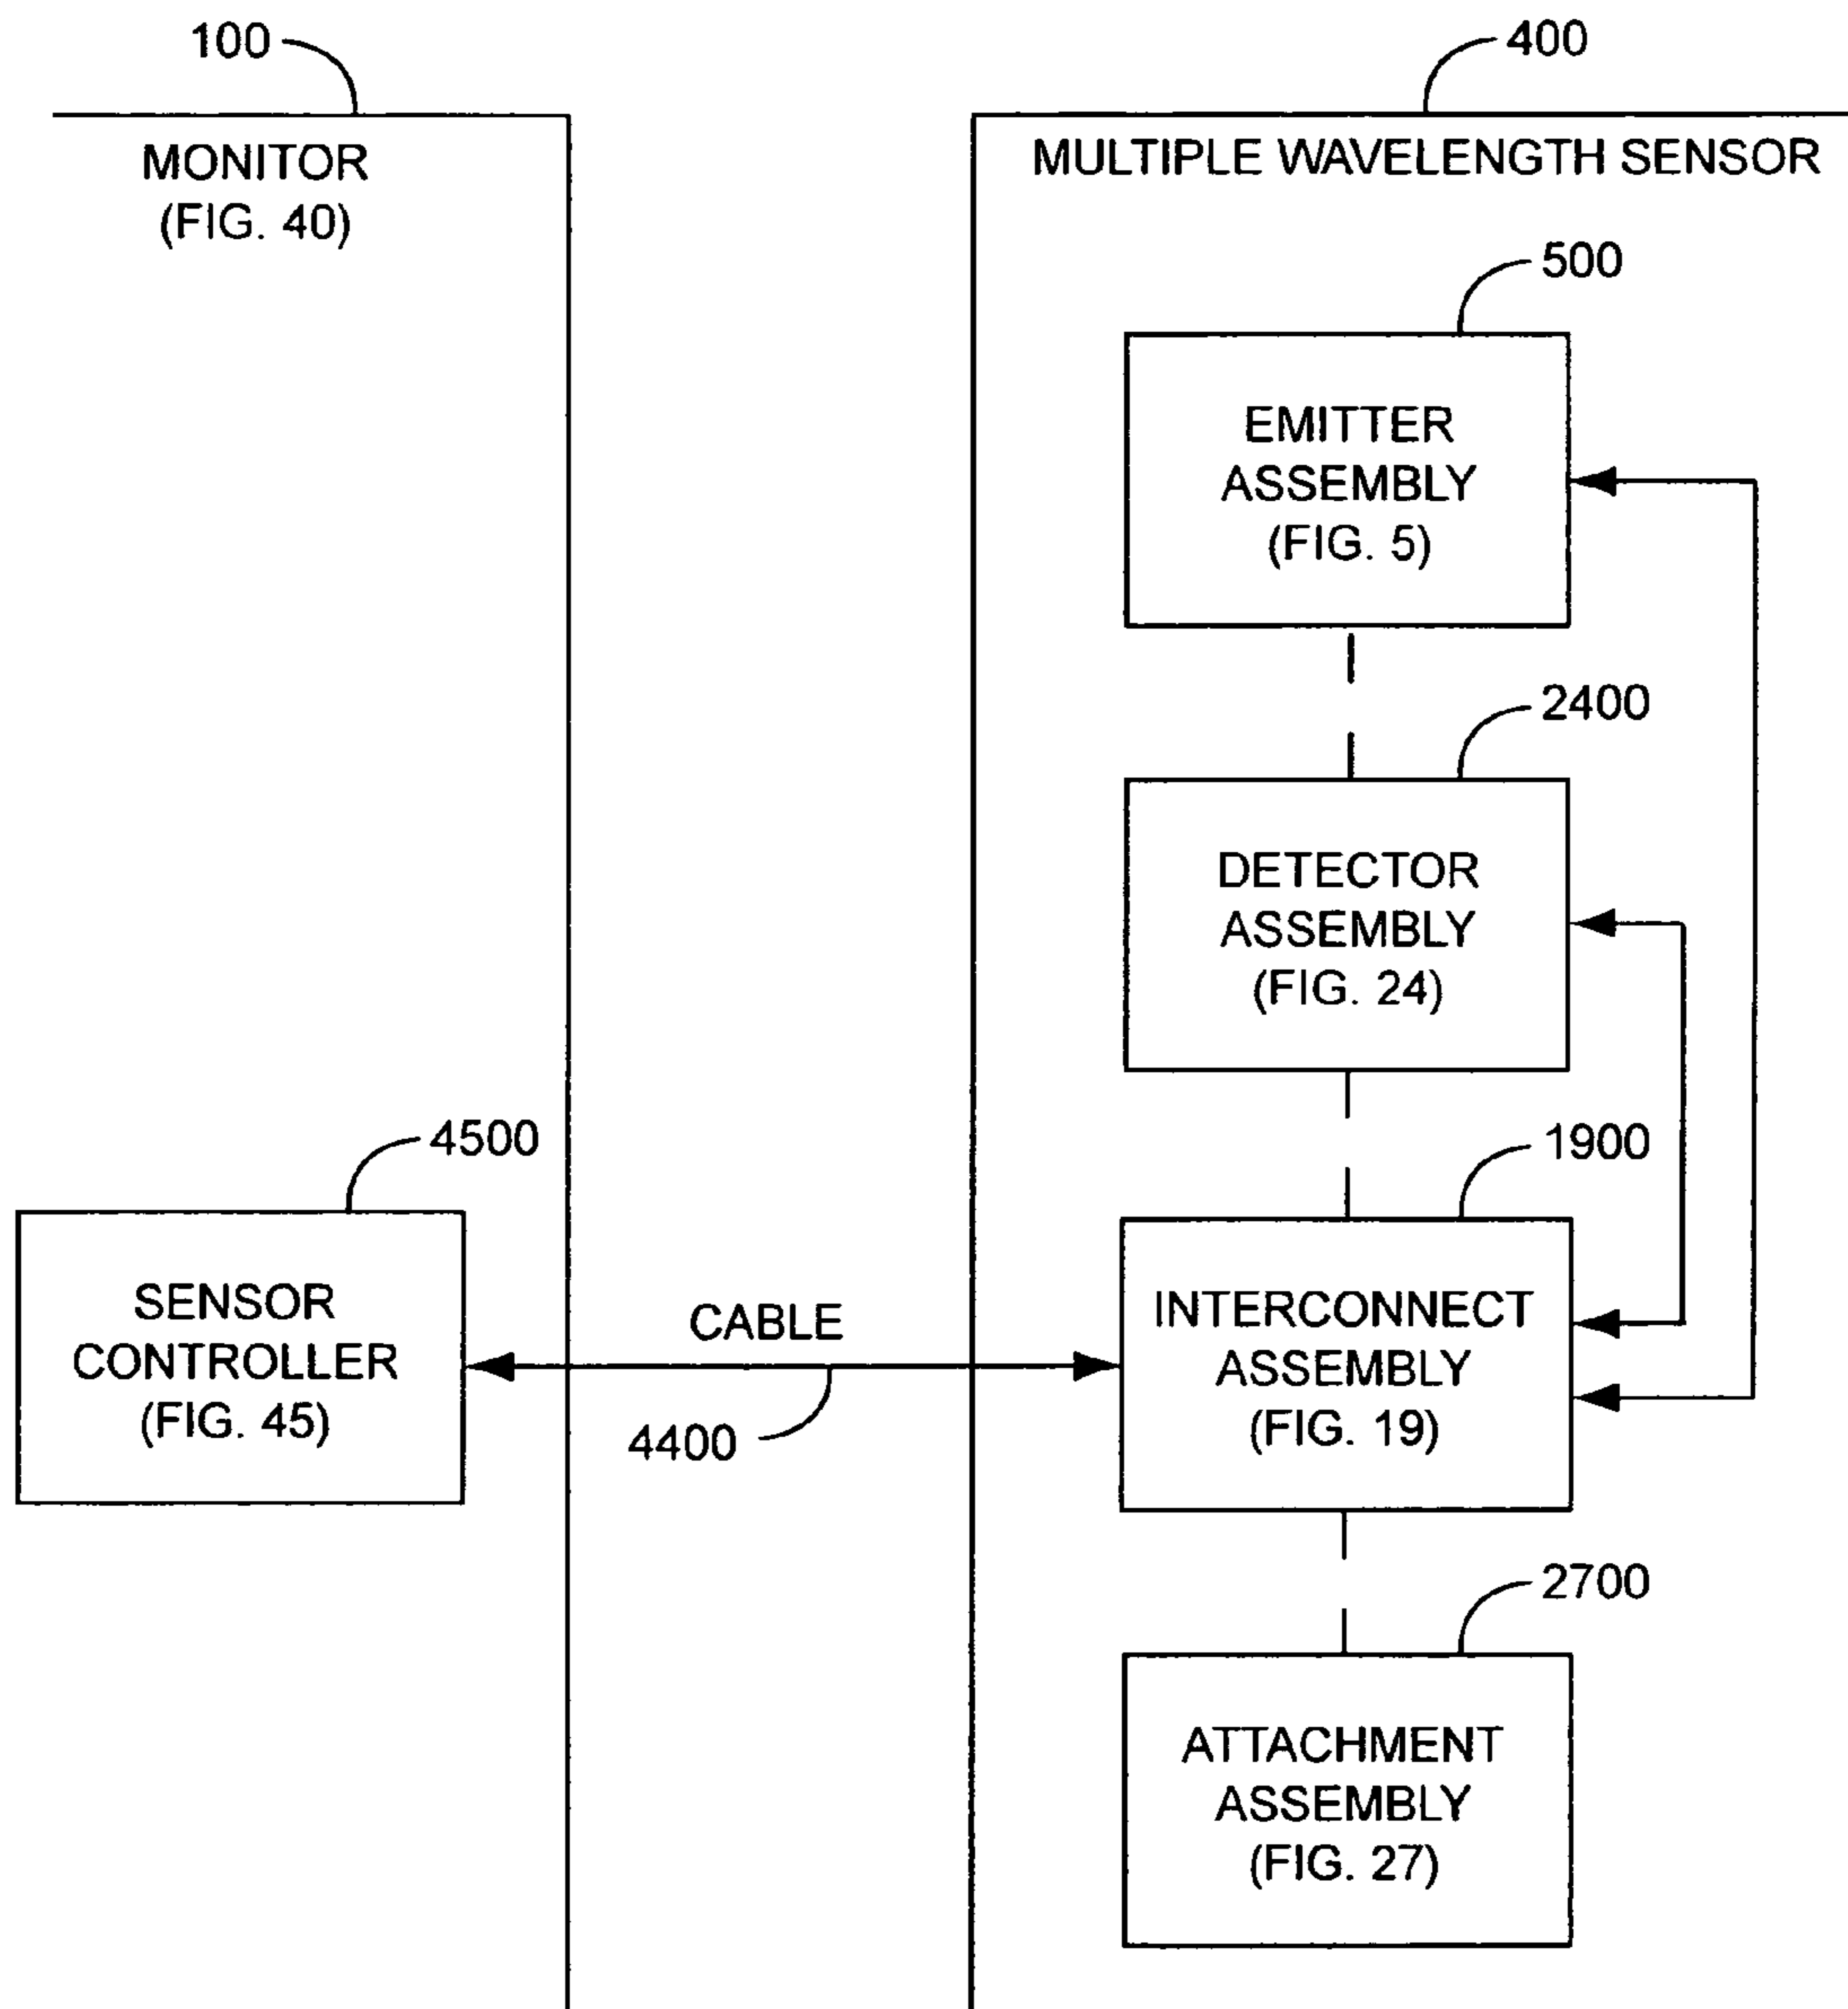 100
400
MONITOR
(FIG. 40)
MULTIPLE WAVELENGTH SENSOR
500
EMITTER
ASSEMBLY
(FIG. 5)
2400
DETECTOR
ASSEMBLY
(FIG. 24)
4500
1900
SENSOR
CONTROLLER
(FIG. 45)
CABLE
4400
INTERCONNECT
ASSEMBLY
(FIG. 19)
2700
ATTACHMENT
ASSEMBLY
(FIG. 27)